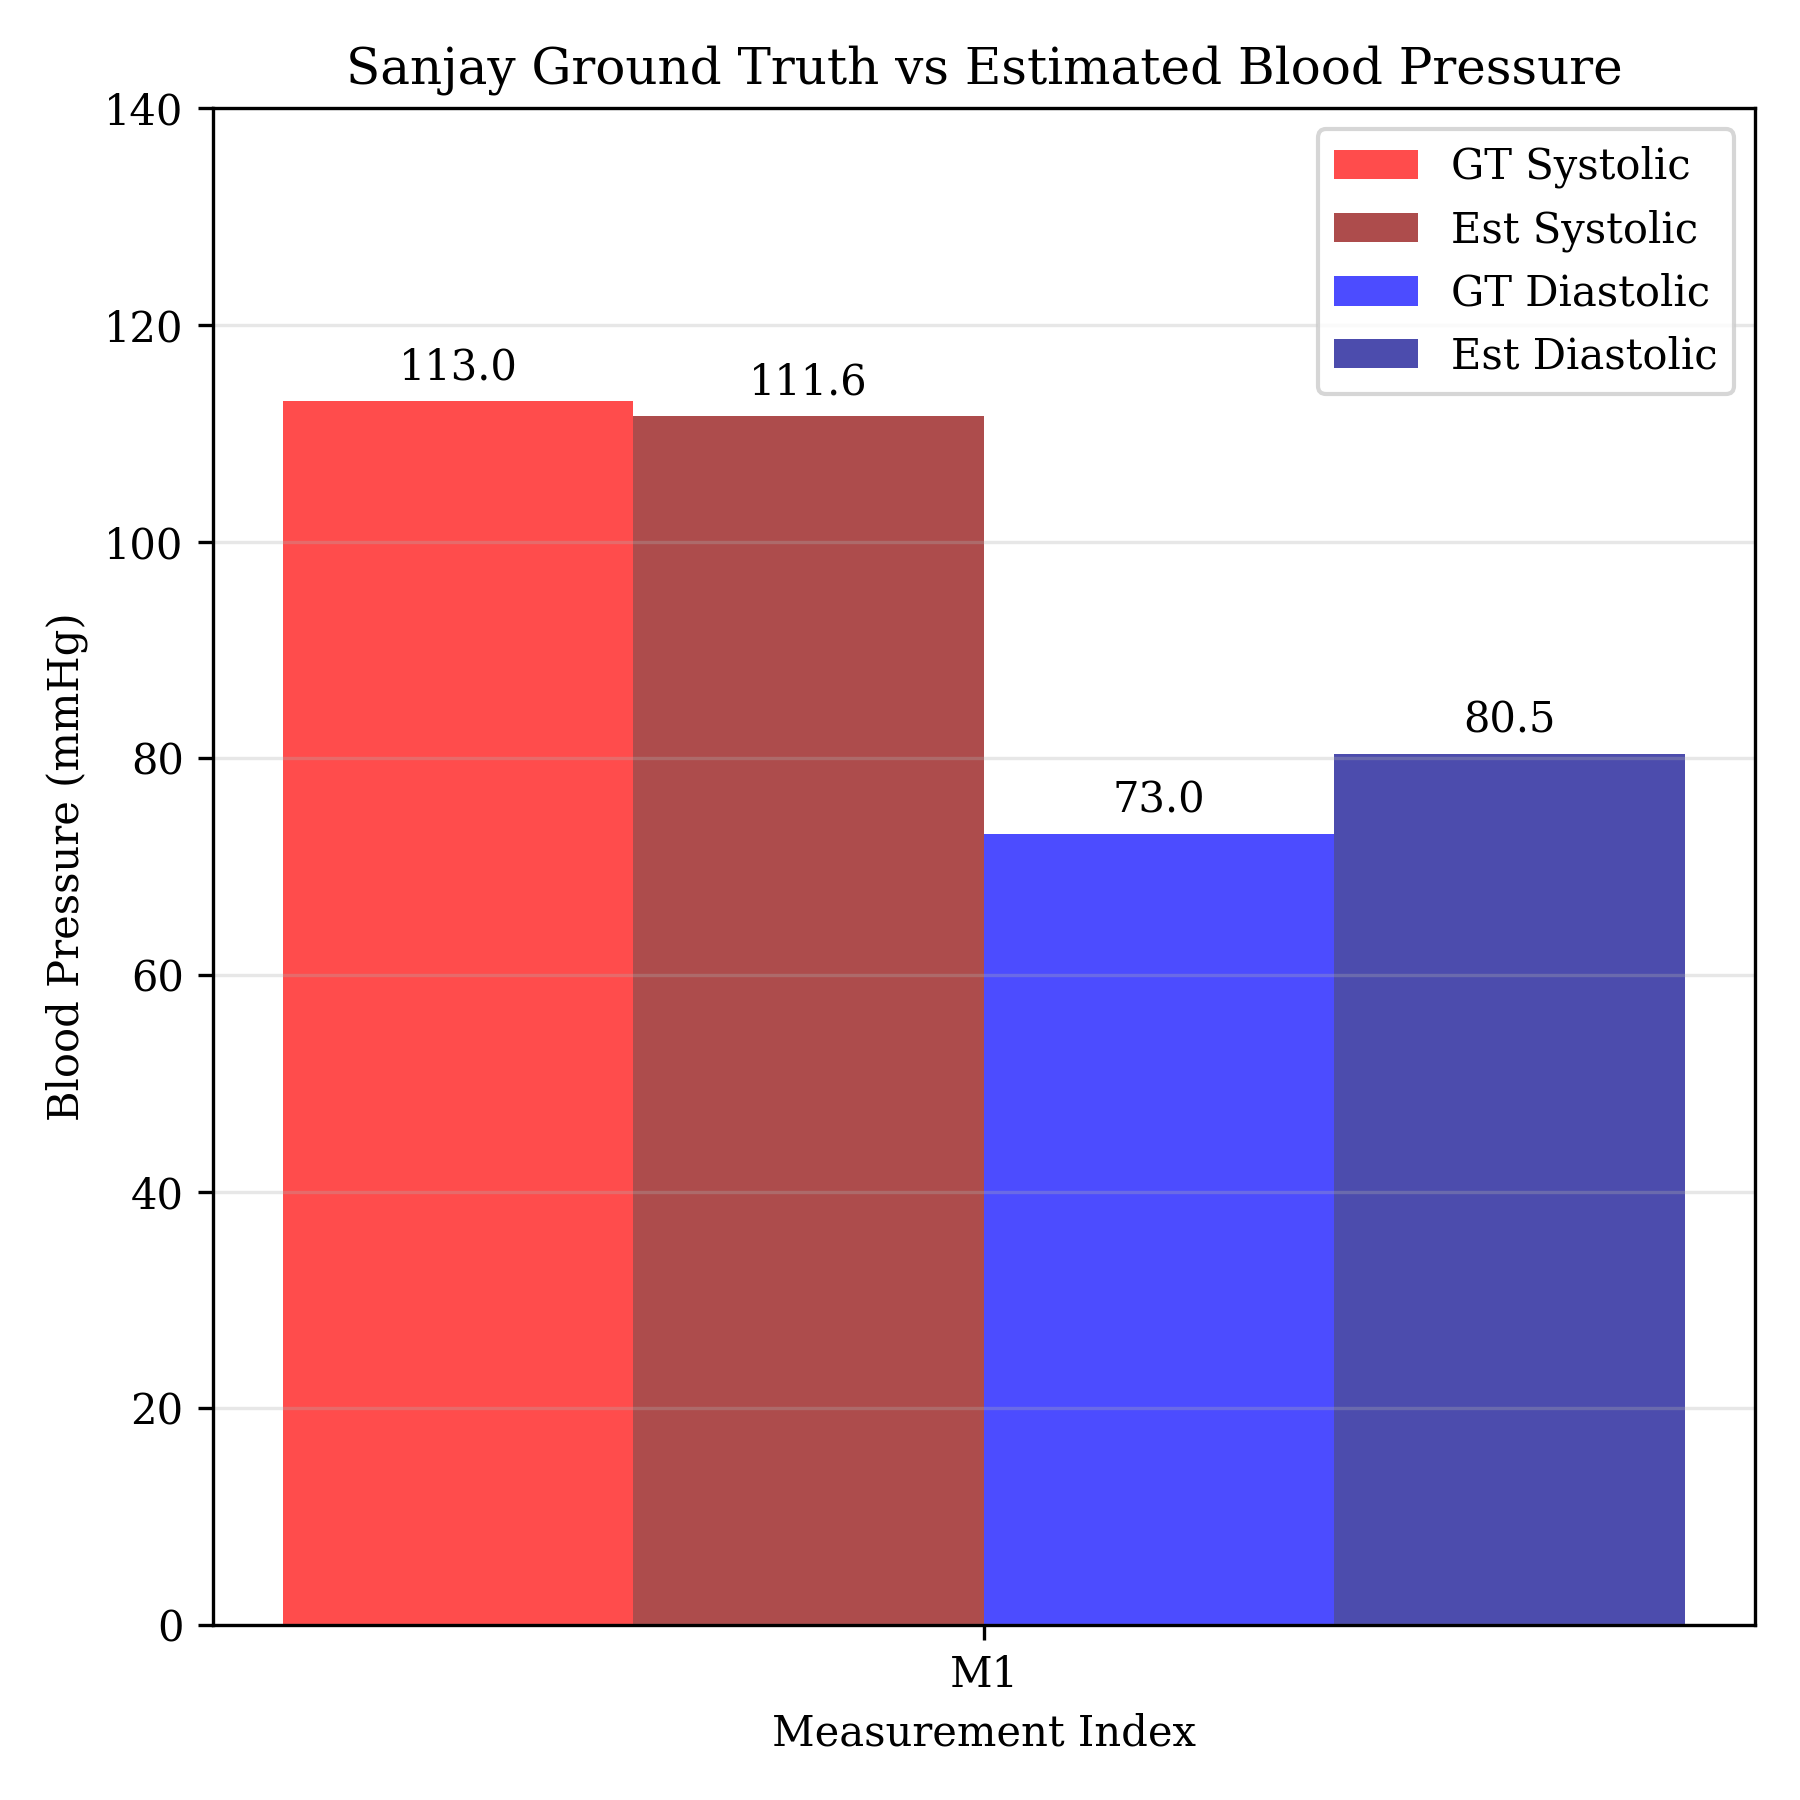 Sanjay Ground Truth vs Estimated Blood Pressure
140
120
100
80
60
40
20
0
Blood Pressure (mmHg)
GT Systolic
Est Systolic
GT Diastolic
Est Diastolic
113.0
111.6
73.0
80.5
M1
Measurement Index